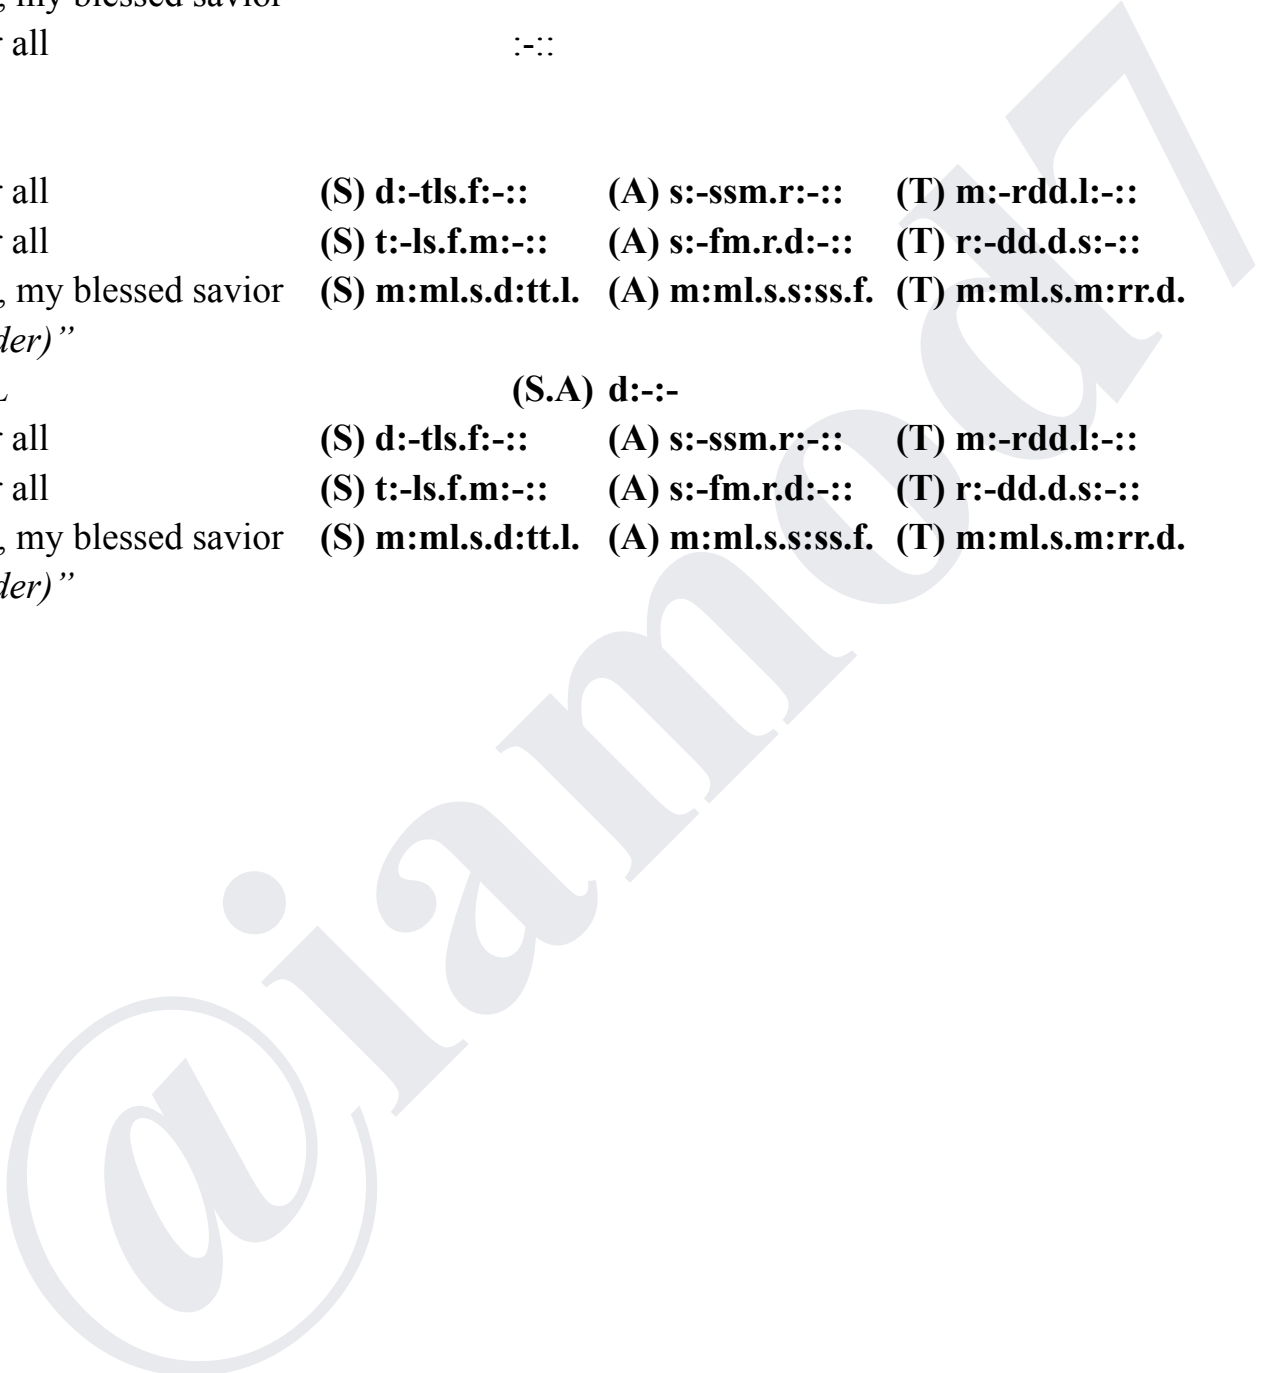 , my blessed savior
r all :-::
r all (S) d:-tls.f:-:: (A) s:-ssm.r:-:: (T) m:-rdd.l:-::
r all (S) t:-ls.f.m:-:: (A) s:-fm.r.d:-:: (T) r:-dd.d.s:-::
, my blessed savior (S) m:ml.s.d:tt.l. (A) m:ml.s.s:ss.f. (T) m:ml.s.m:rr.d.
der)”
(S.A) d:-:-
r all (S) d:-tls.f:-:: (A) s:-ssm.r:-:: (T) m:-rdd.l:-::
r all (S) t:-ls.f.m:-:: (A) s:-fm.r.d:-:: (T) r:-dd.d.s:-::
, my blessed savior (S) m:ml.s.d:tt.l. (A) m:ml.s.s:ss.f. (T) m:ml.s.m:rr.d.
der)”
@iamod7